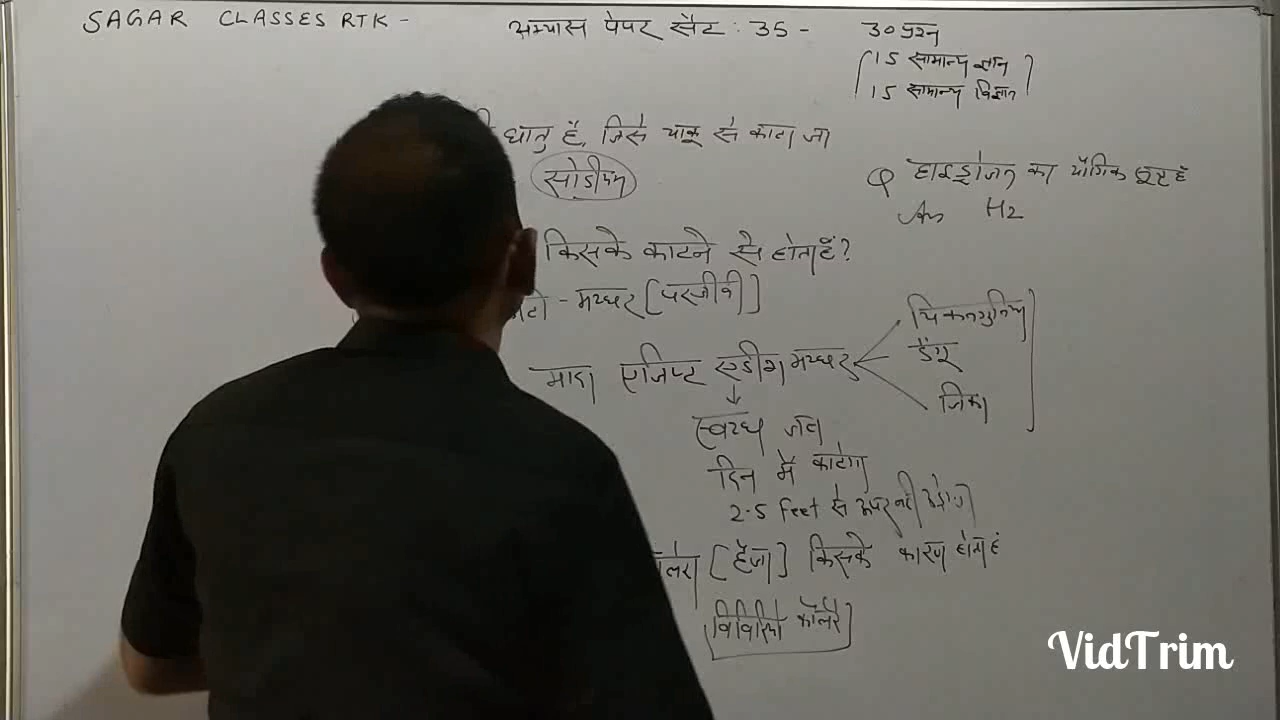 SAGAR CLASSES RTK -
अभ्यास पेपर सैट : 35 -
30 प्रश्न
15 सामान्य ज्ञान
15 सामान्य विज्ञान
धातु है, जिसे चाकू से काटा जा
सोडीयम
Q हाइड्रोजन का यौगिक सूत्र है
Ans H2
किसके काटने से होता है?
मच्छर [परजीवी]
मादा एजिप्ट एडीज मच्छर
चिकनगुनिया
डेंगू
जिका
स्वच्छ जल
दिन में काटेगा
2.5 feet से ऊपर नहीं
[हैजा] किसके कारण होता है
विविरियो कॉलेरी
VidTrim